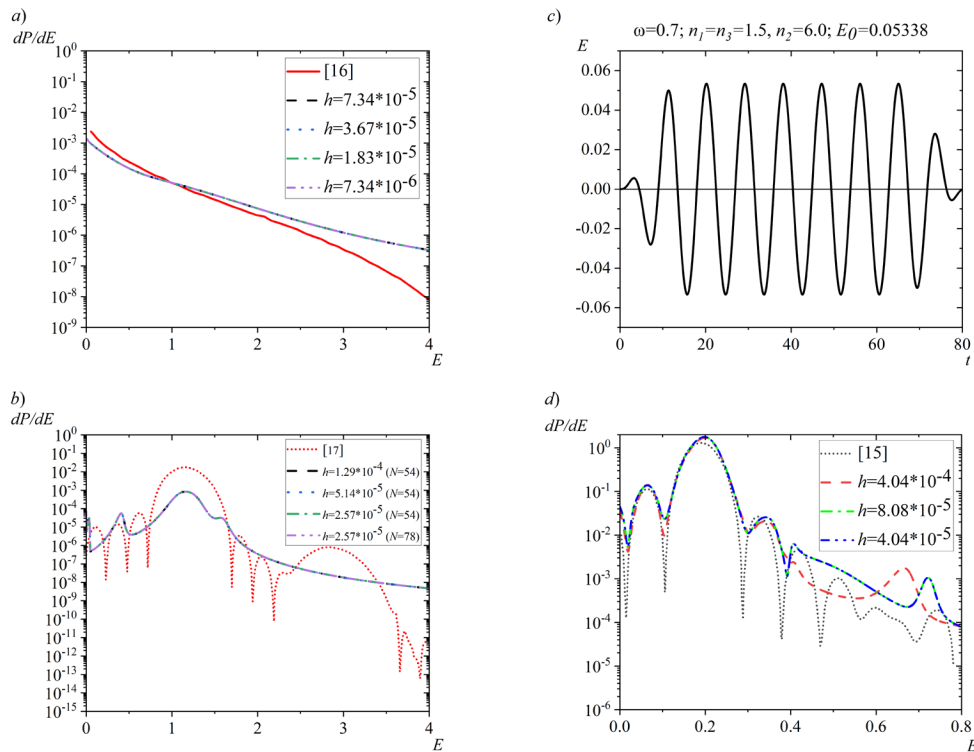 a)
dP/dE
10^0
10^-1
10^-2
10^-3
10^-4
10^-5
10^-6
10^-7
10^-8
10^-9
0 1 2 3 4
E
[16]
h=7.34*10^-5
h=3.67*10^-5
h=1.83*10^-5
h=7.34*10^-6
c)
ω=0.7; n_1=n_3=1.5, n_2=6.0; E_0=0.05338
E
0.06
0.04
0.02
0.00
-0.02
-0.04
-0.06
0 20 40 60 80
t
b)
dP/dE
10^0
10^-1
10^-2
10^-3
10^-4
10^-5
10^-6
10^-7
10^-8
10^-9
10^-10
10^-11
10^-12
10^-13
10^-14
10^-15
0 1 2 3 4
E
[17]
h=1.29*10^-4 (N=54)
h=5.14*10^-5 (N=54)
h=2.57*10^-5 (N=54)
h=2.57*10^-5 (N=78)
d)
dP/dE
10^0
10^-1
10^-2
10^-3
10^-4
10^-5
10^-6
0.0 0.2 0.4 0.6 0.8
E
[15]
h=4.04*10^-4
h=8.08*10^-5
h=4.04*10^-5